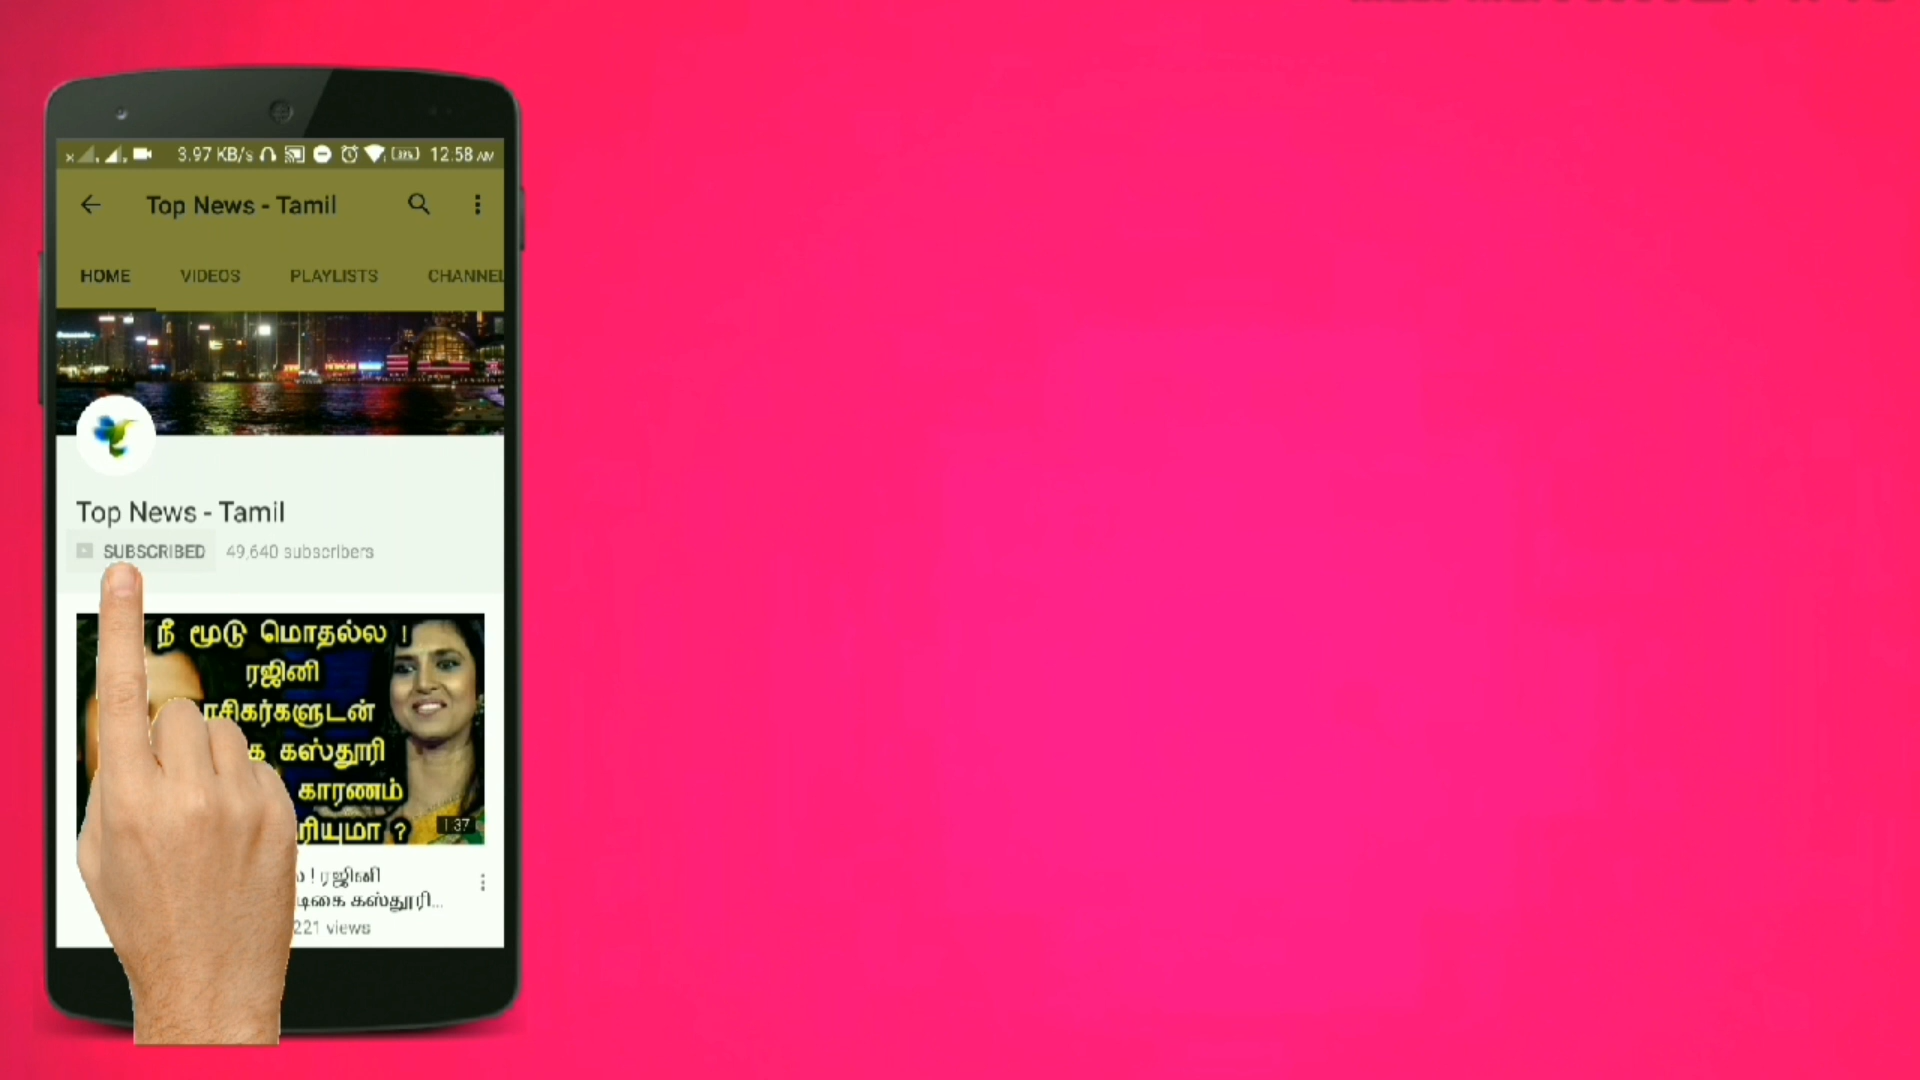 3.97 KB/s 12.58 AM
Top News - Tamil
HOME VIDEOS PLAYLISTS CHANNEL
Top News - Tamil
SUBSCRIBED 49,640 subscribers
நீ மூடு மொதல்ல !
ரஜினி
ரசிகர்களுடன்
கஸ்தூரி
காரணம்
ரியுமா ?
1:37
! ரஜினி
டிகை கஸ்தூரி...
221 views